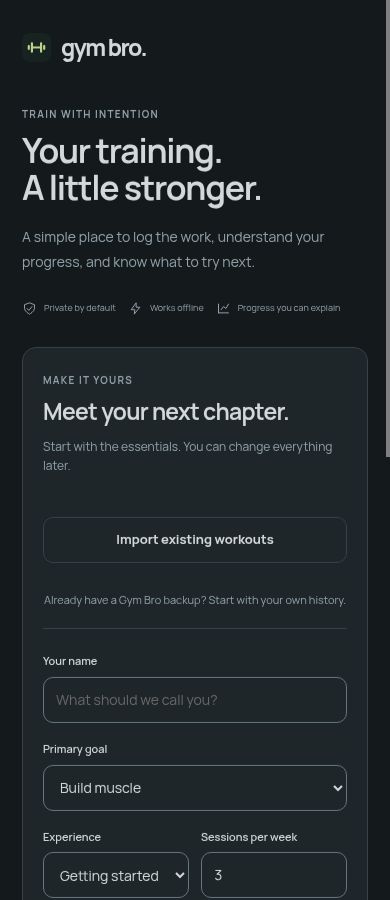 gym bro.
TRAIN WITH INTENTION
Your training.
A little stronger.
A simple place to log the work, understand your
progress, and know what to try next.
Private by default
Works offline
Progress you can explain
MAKE IT YOURS
Meet your next chapter.
Start with the essentials. You can change everything
later.
Import existing workouts
Already have a Gym Bro backup? Start with your own history.
Your name
What should we call you?
Primary goal
Build muscle
Experience
Sessions per week
Getting started
3